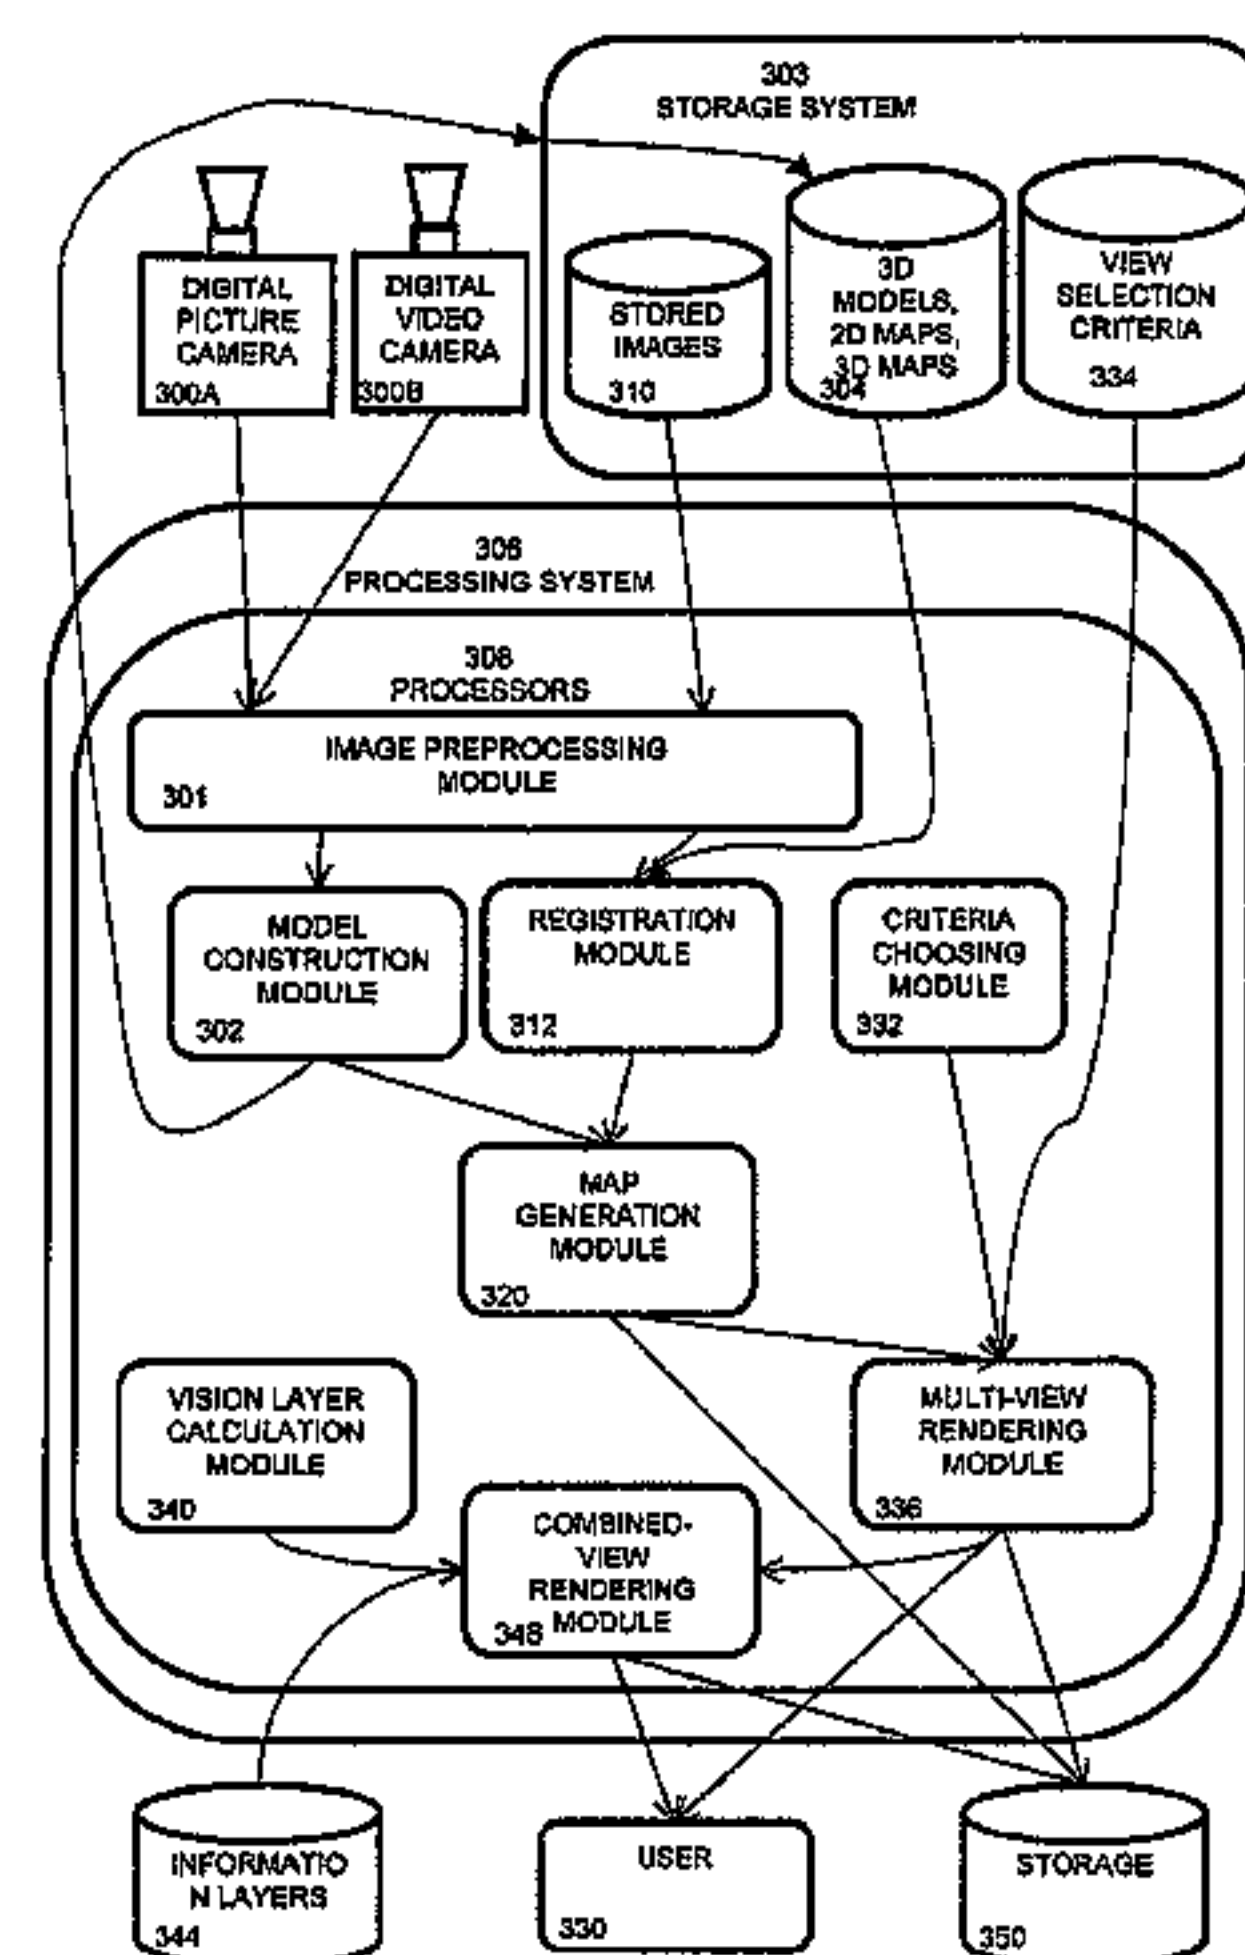 303
STORAGE SYSTEM
DIGITAL
PICTURE
CAMERA
300A
DIGITAL
VIDEO
CAMERA
300B
STORED
IMAGES
310
3D
MODELS,
2D MAPS,
3D MAPS
304
VIEW
SELECTION
CRITERIA
334
306
PROCESSING SYSTEM
308
PROCESSORS
IMAGE PREPROCESSING
MODULE
301
MODEL
CONSTRUCTION
MODULE
302
REGISTRATION
MODULE
312
CRITERIA
CHOOSING
MODULE
332
MAP
GENERATION
MODULE
320
VISION LAYER
CALCULATION
MODULE
340
COMBINED-
VIEW
RENDERING
MODULE
348
MULTI-VIEW
RENDERING
MODULE
336
INFORMATIO
N LAYERS
344
USER
330
STORAGE
350